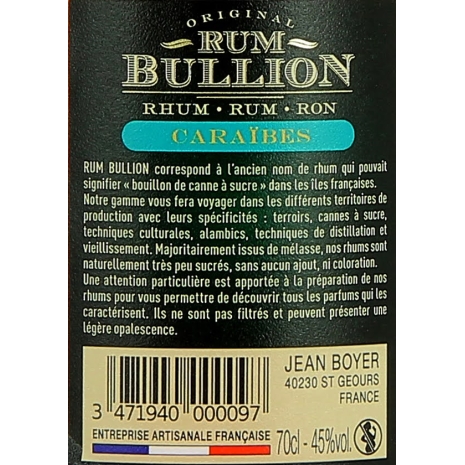 ORIGINAL
RUM
BULLION
RHUM • RUM • RON
CARAÏBES
RUM BULLION correspond à l'ancien nom de rhum qui pouvait
signifier « bouillon de canne à sucre » dans les îles françaises.
Notre gamme vous fera voyager dans les différents territoires de
production avec leurs spécificités : terroirs, cannes à sucre,
techniques culturales, alambics, techniques de distillation et
vieillissement. Majoritairement issus de mélasse, nos rhums sont
naturellement très peu sucrés, sans aucun ajout, ni coloration.
Une attention particulière est apportée à la préparation de nos
rhums pour vous permettre de découvrir tous les parfums qui les
caractérisent. Ils ne sont pas filtrés et peuvent présenter une
légère opalescence.
JEAN BOYER
40230 ST GEOURS
FRANCE
3 471940 000097
ENTREPRISE ARTISANALE FRANÇAISE
70cl - 45%vol.